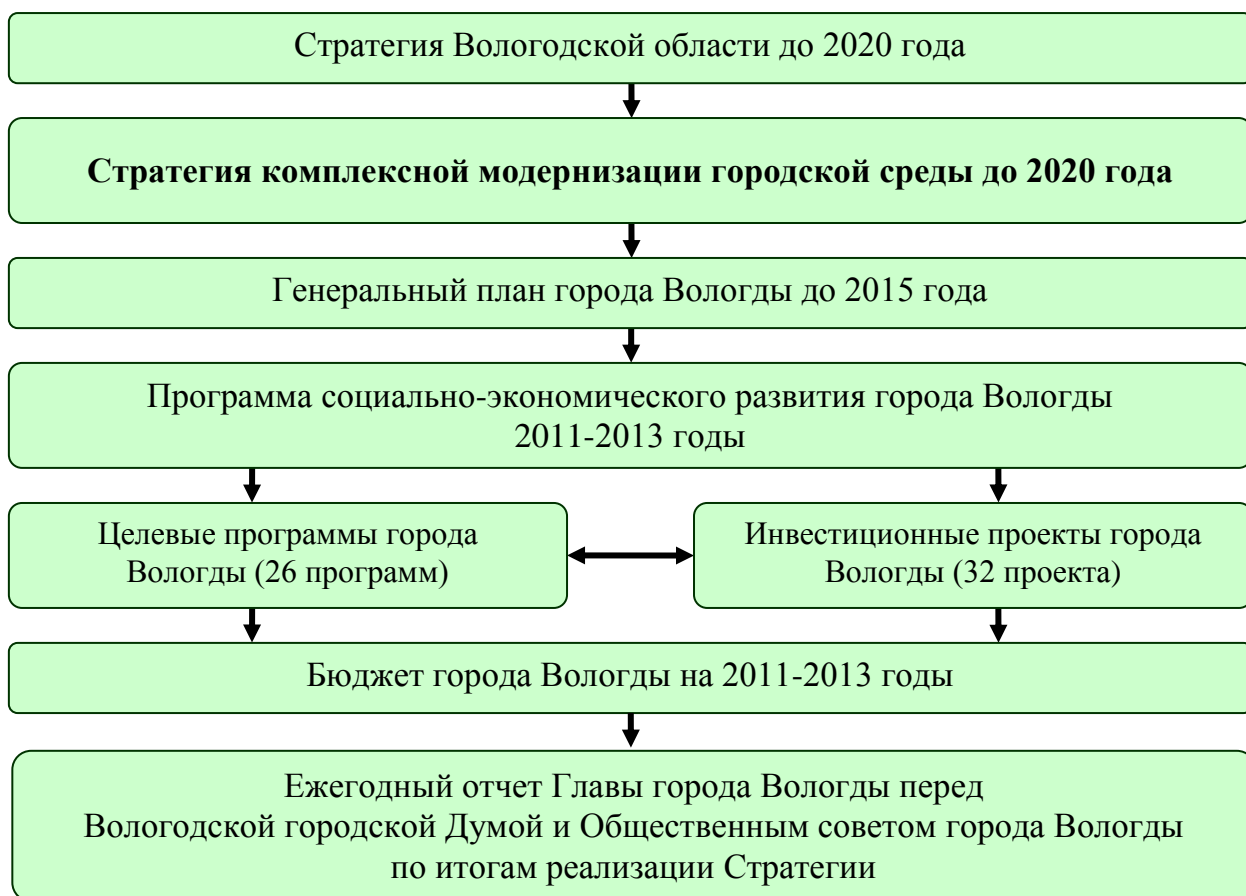 Стратегия Вологодской области до 2020 года
Стратегия комплексной модернизации городской среды до 2020 года
Генеральный план города Вологды до 2015 года
Программа социально-экономического развития города Вологды
2011-2013 годы
Целевые программы города
Вологды (26 программ)
Инвестиционные проекты города
Вологды (32 проекта)
Бюджет города Вологды на 2011-2013 годы
Ежегодный отчет Главы города Вологды перед
Вологодской городской Думой и Общественным советом города Вологды
по итогам реализации Стратегии